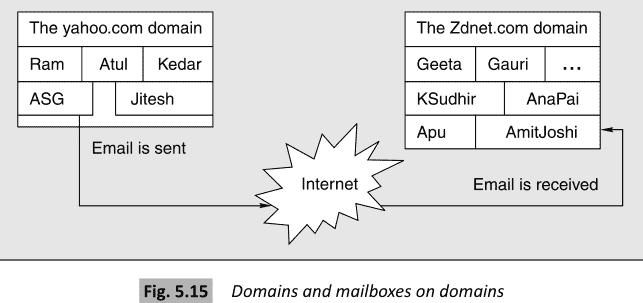 The yahoo.com domain
Ram Atul Kedar
ASG Jitesh
Email is sent
Internet
The Zdnet.com domain
Geeta Gauri ...
KSudhir AnaPai
Apu AmitJoshi
Email is received
Fig. 5.15 Domains and mailboxes on domains